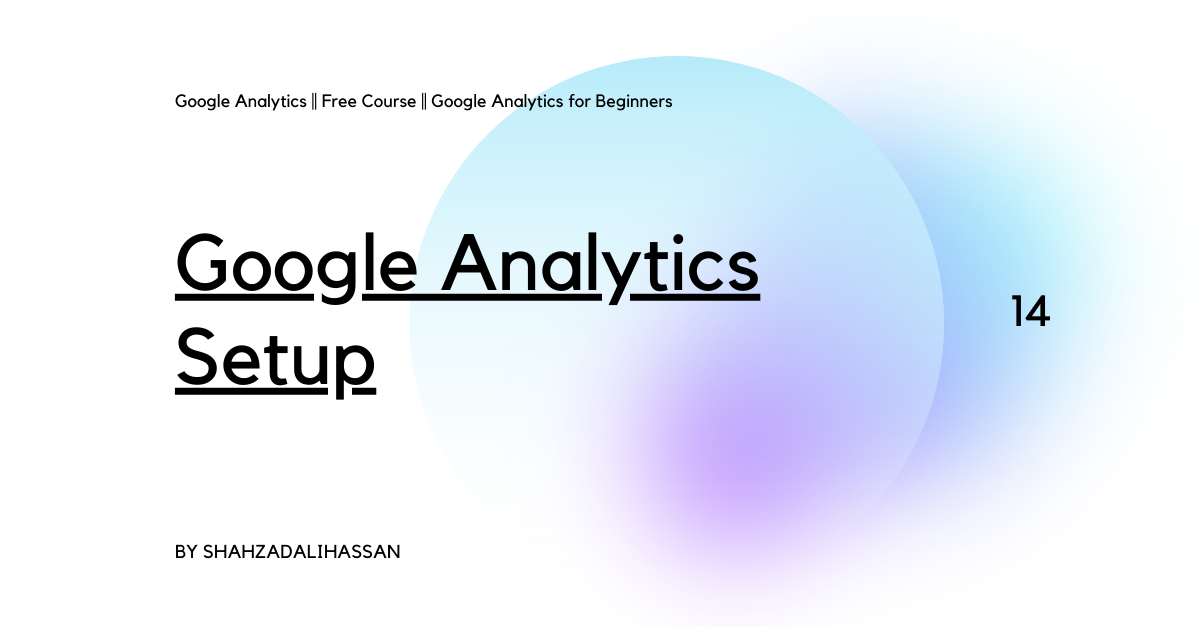 Google Analytics || Free Course || Google Analytics for Beginners
Google Analytics
Setup
14
BY SHAHZADALIHASSAN